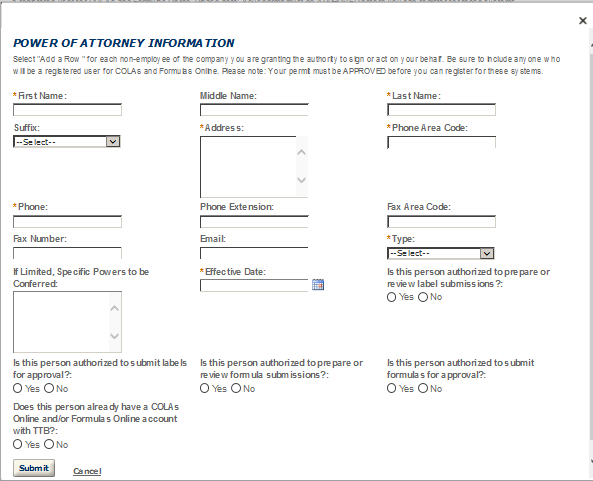 POWER OF ATTORNEY INFORMATION
Select "Add a Row " for each non-employee of the company you are granting the authority to sign or act on your behalf. Be sure to include any one who
will be a registered user for COLAs and Formulas Online. Please note: Your permit must be APPROVED before you can register for these systems.
*First Name: Middle Name: *Last Name:
Suffix: *Address: *Phone Area Code:
--Select--
*Phone: Phone Extension: Fax Area Code:
Fax Number: Email: *Type:
--Select--
If Limited, Specific Powers to be
Conferred:
*Effective Date:
Is this person authorized to prepare or
review label submissions?:
Yes No
Is this person authorized to submit labels
for approval?:
Yes No
Is this person authorized to prepare or
review formula submissions?:
Yes No
Is this person authorized to submit
formulas for approval?:
Yes No
Does this person already have a COLAs
Online and/or Formulas Online account
with TTB?:
Yes No
Submit Cancel